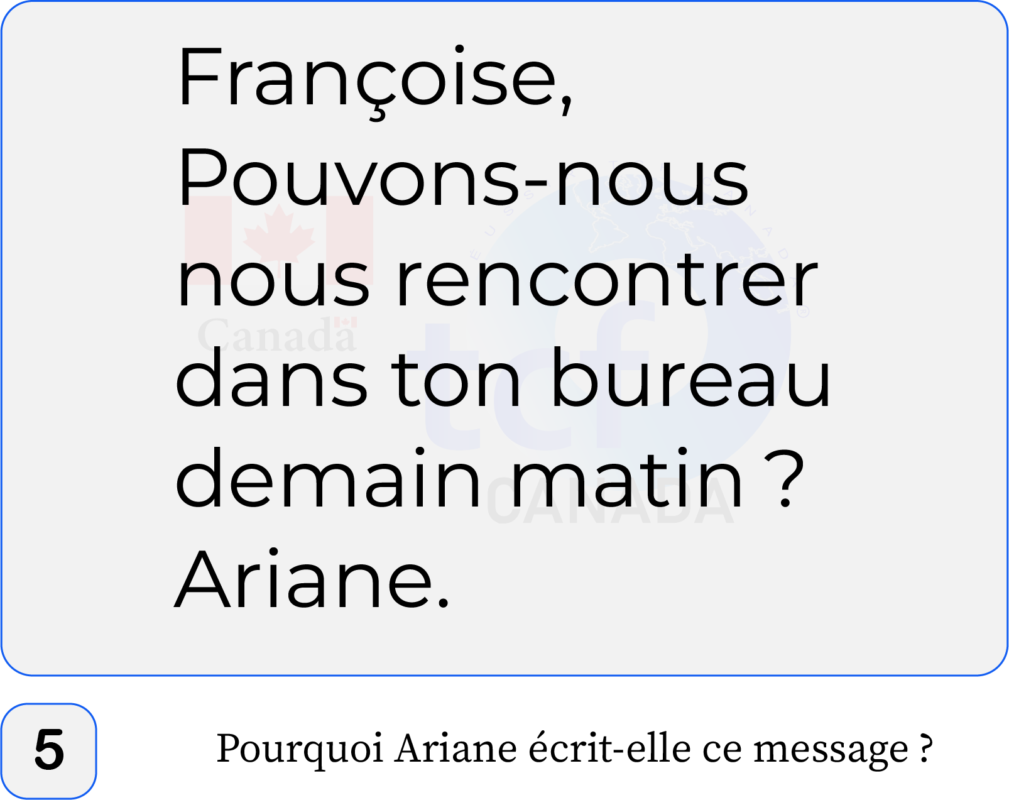 Françoise,
Pouvons-nous
nous rencontrer
dans ton bureau
demain matin ?
Ariane.
Canada
tcf
CANADA
5
Pourquoi Ariane écrit-elle ce message ?